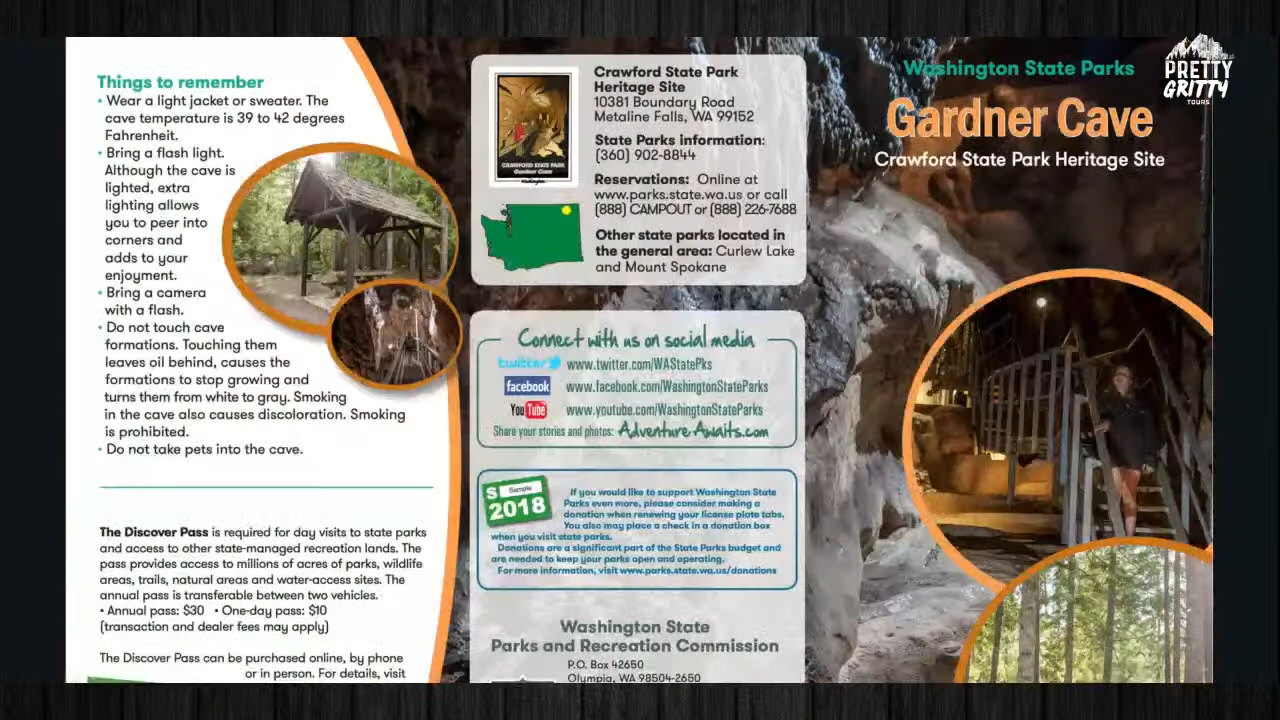 Things to remember
• Wear a light jacket or sweater. The
cave temperature is 39 to 42 degrees
Fahrenheit.
• Bring a flash light.
Although the cave is
lighted, extra
lighting allows
you to peer into
corners and
adds to your
enjoyment.
• Bring a camera
with a flash.
• Do not touch cave
formations. Touching them
leaves oil behind, causes the
formations to stop growing and
turns them from white to gray. Smoking
in the cave also causes discoloration. Smoking
is prohibited.
• Do not take pets into the cave.
The Discover Pass is required for day visits to state parks
and access to other state-managed recreation lands. The
pass provides access to millions of acres of parks, wildlife
areas, trails, natural areas and water-access sites. The
annual pass is transferable between two vehicles.
• Annual pass: $30 • One-day pass: $10
(transaction and dealer fees may apply)
The Discover Pass can be purchased online, by phone
or in person. For details, visit
CRAWFORD STATE PARK
Gardner Cave
Washington
Crawford State Park
Heritage Site
10381 Boundary Road
Metaline Falls, WA 99152
State Parks information:
(360) 902-8844
Reservations: Online at
www.parks.state.wa.us or call
(888) CAMPOUT or (888) 226-7688
Other state parks located in
the general area: Curlew Lake
and Mount Spokane
Connect with us on social media
twitter www.twitter.com/WAStatePks
facebook www.facebook.com/WashingtonStateParks
YouTube www.youtube.com/WashingtonStateParks
Share your stories and photos: AdventureAwaits.com
$ Sample
2018
If you would like to support Washington State
Parks even more, please consider making a
donation when renewing your license plate tabs.
You also may place a check in a donation box
when you visit state parks.
Donations are a significant part of the State Parks budget and
are needed to keep your parks open and operating.
For more information, visit www.parks.state.wa.us/donations
Washington State
Parks and Recreation Commission
P.O. Box 42650
Olympia, WA 98504-2650
Washington State Parks
Gardner Cave
Crawford State Park Heritage Site
PRETTY
GRITTY
TOURS